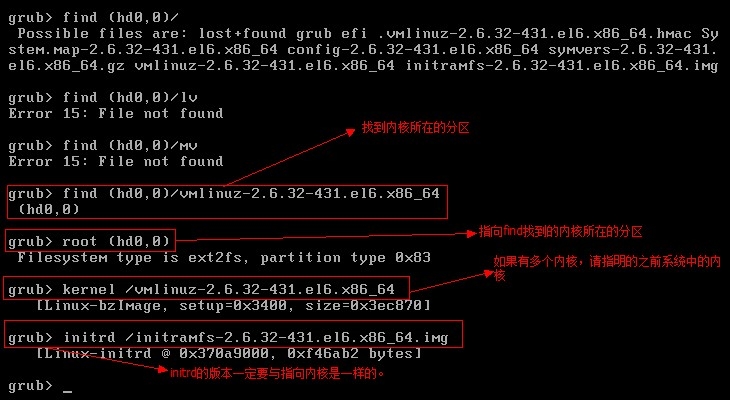 grub> find (hd0,0)/
Possible files are: lost+found grub efi .vmlinuz-2.6.32-431.el6.x86_64.hmac Sy
stem.map-2.6.32-431.el6.x86_64 config-2.6.32-431.el6.x86_64 symvers-2.6.32-431.
el6.x86_64.gz vmlinuz-2.6.32-431.el6.x86_64 initramfs-2.6.32-431.el6.x86_64.img
grub> find (hd0,0)/lv
Error 15: File not found
找到内核所在的分区
grub> find (hd0,0)/mv
Error 15: File not found
grub> find (hd0,0)/vmlinuz-2.6.32-431.el6.x86_64
(hd0,0)
grub> root (hd0,0)
指向find找到的内核所在的分区
Filesystem type is ext2fs, partition type 0x83
如果有多个内核，请指明的之前系统中的内
核
grub> kernel /vmlinuz-2.6.32-431.el6.x86_64
[Linux-bzImage, setup=0x3400, size=0x3ec870]
grub> initrd /initramfs-2.6.32-431.el6.x86_64.img
[Linux-initrd @ 0x370a9000, 0xf46ab2 bytes]
initrd的版本一定要与指向内核是一样的。
grub> _